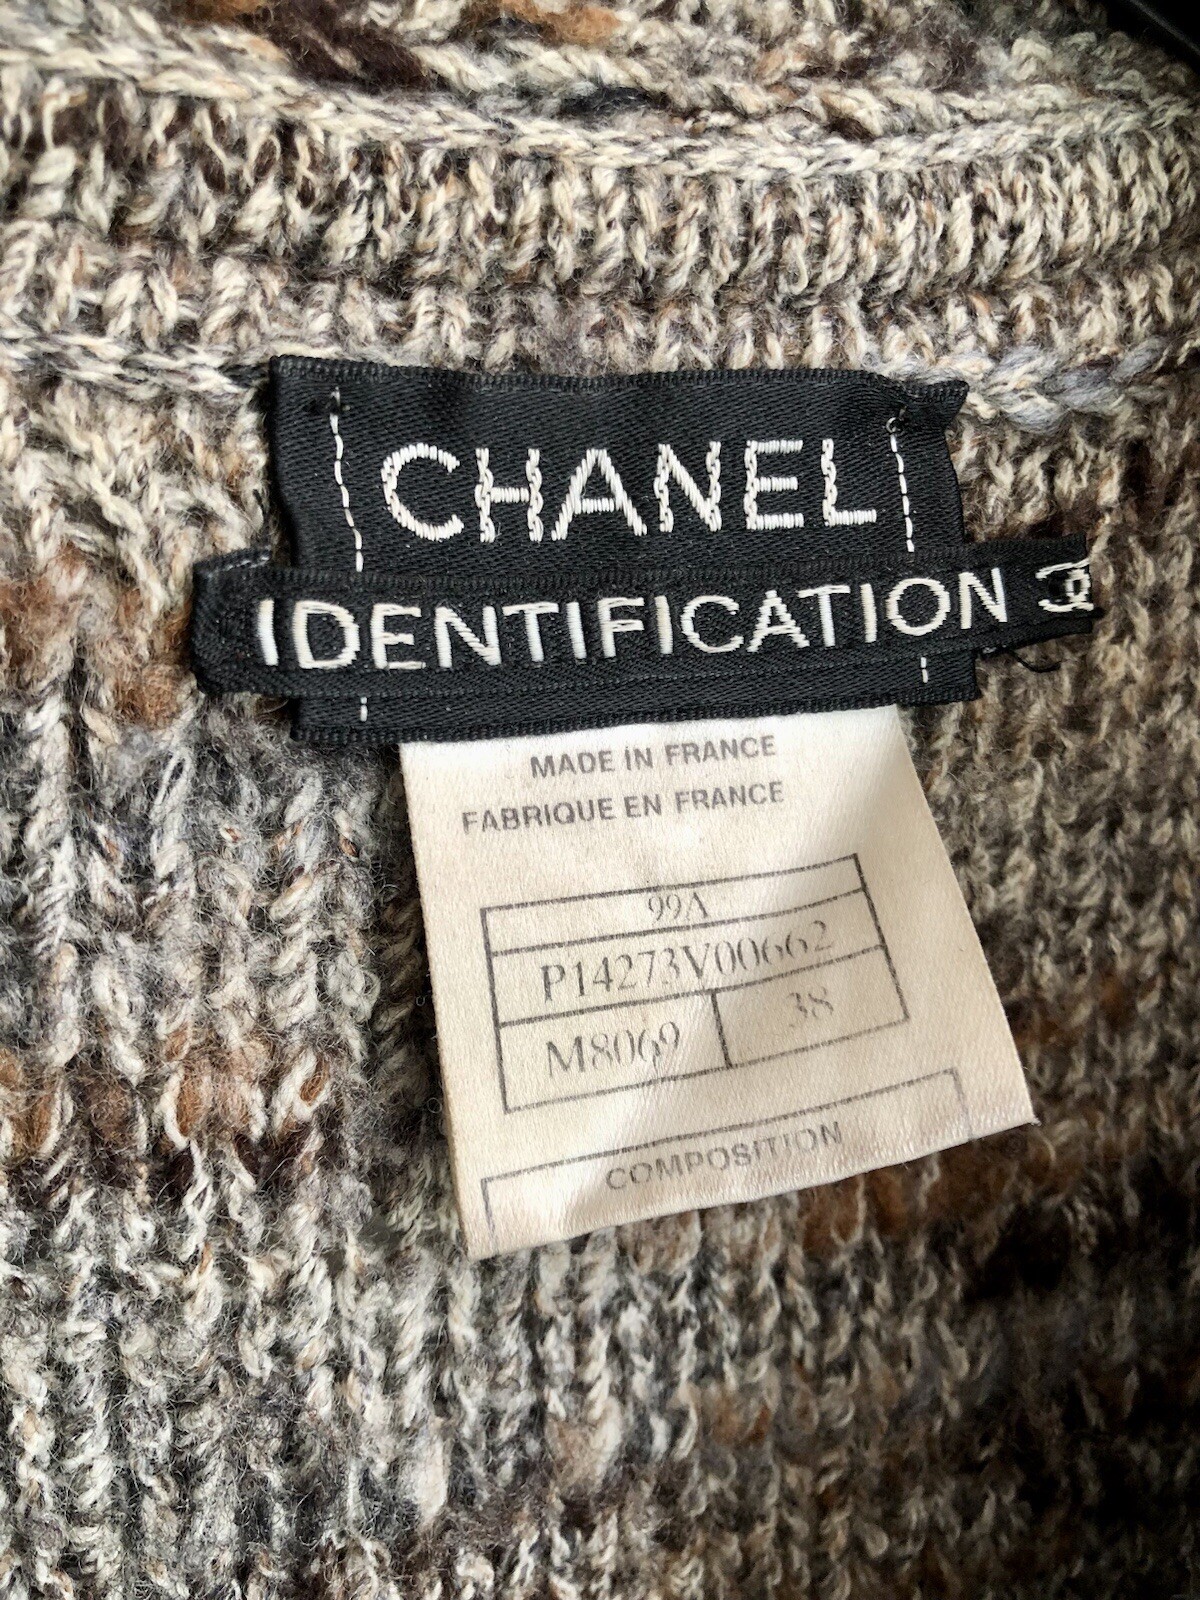 CHANEL
IDENTIFICATION
MADE IN FRANCE
FABRIQUE EN FRANCE
99A
P14273V00662
M8069 38
COMPOSITION